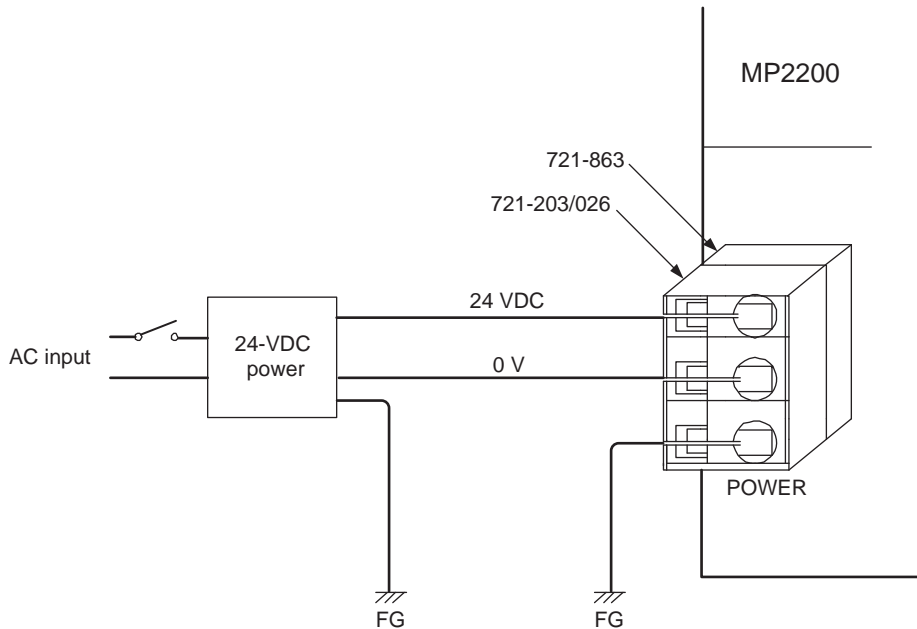 MP2200
721-863
721-203/026
24 VDC
AC input
24-VDC
power
0 V
POWER
FG
FG